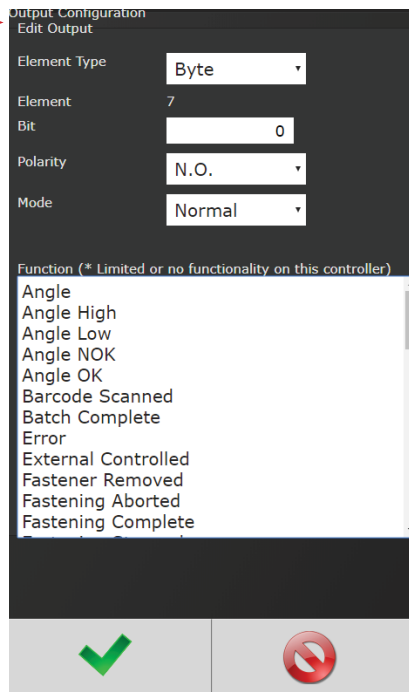 Output Configuration
Edit Output
Element Type Byte
Element 7
Bit 0
Polarity N.O.
Mode Normal
Function (* Limited or no functionality on this controller)
Angle
Angle High
Angle Low
Angle NOK
Angle OK
Barcode Scanned
Batch Complete
Error
External Controlled
Fastener Removed
Fastening Aborted
Fastening Complete